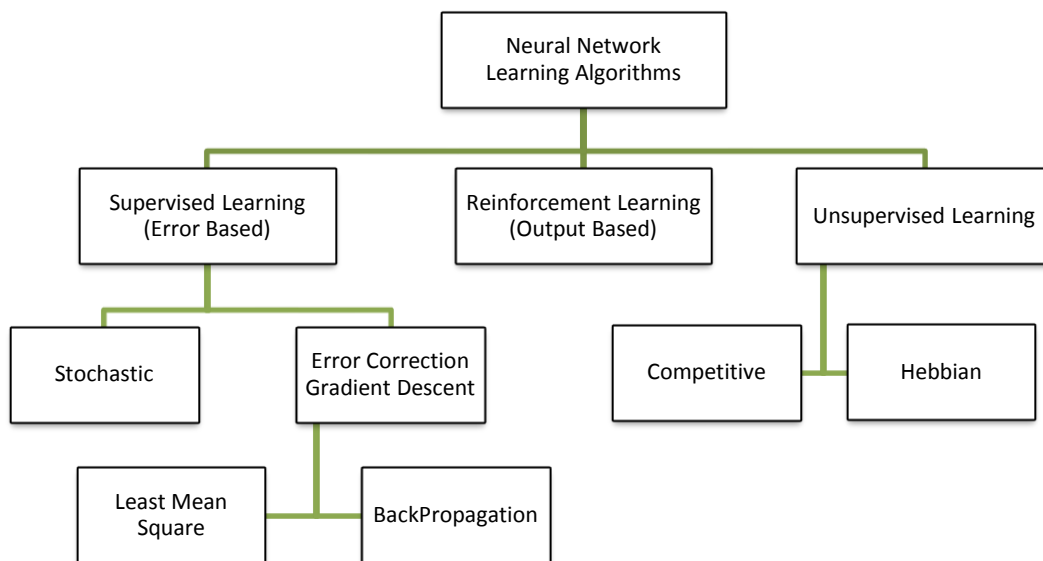 Neural Network
Learning Algorithms
Supervised Learning
(Error Based)
Reinforcement Learning
(Output Based)
Unsupervised Learning
Stochastic
Error Correction
Gradient Descent
Competitive
Hebbian
Least Mean
Square
BackPropagation